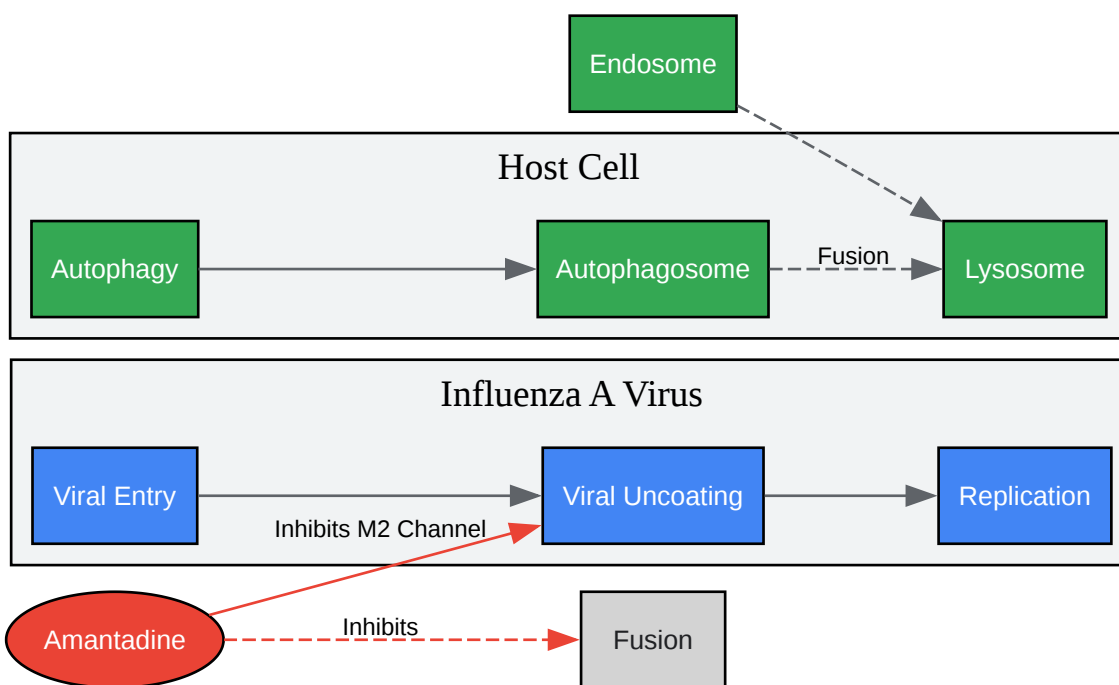 Endosome
Host Cell
Autophagy
Autophagosome
Fusion
Lysosome
Influenza A Virus
Viral Entry
Viral Uncoating
Replication
Inhibits M2 Channel
Amantadine
Inhibits
Fusion